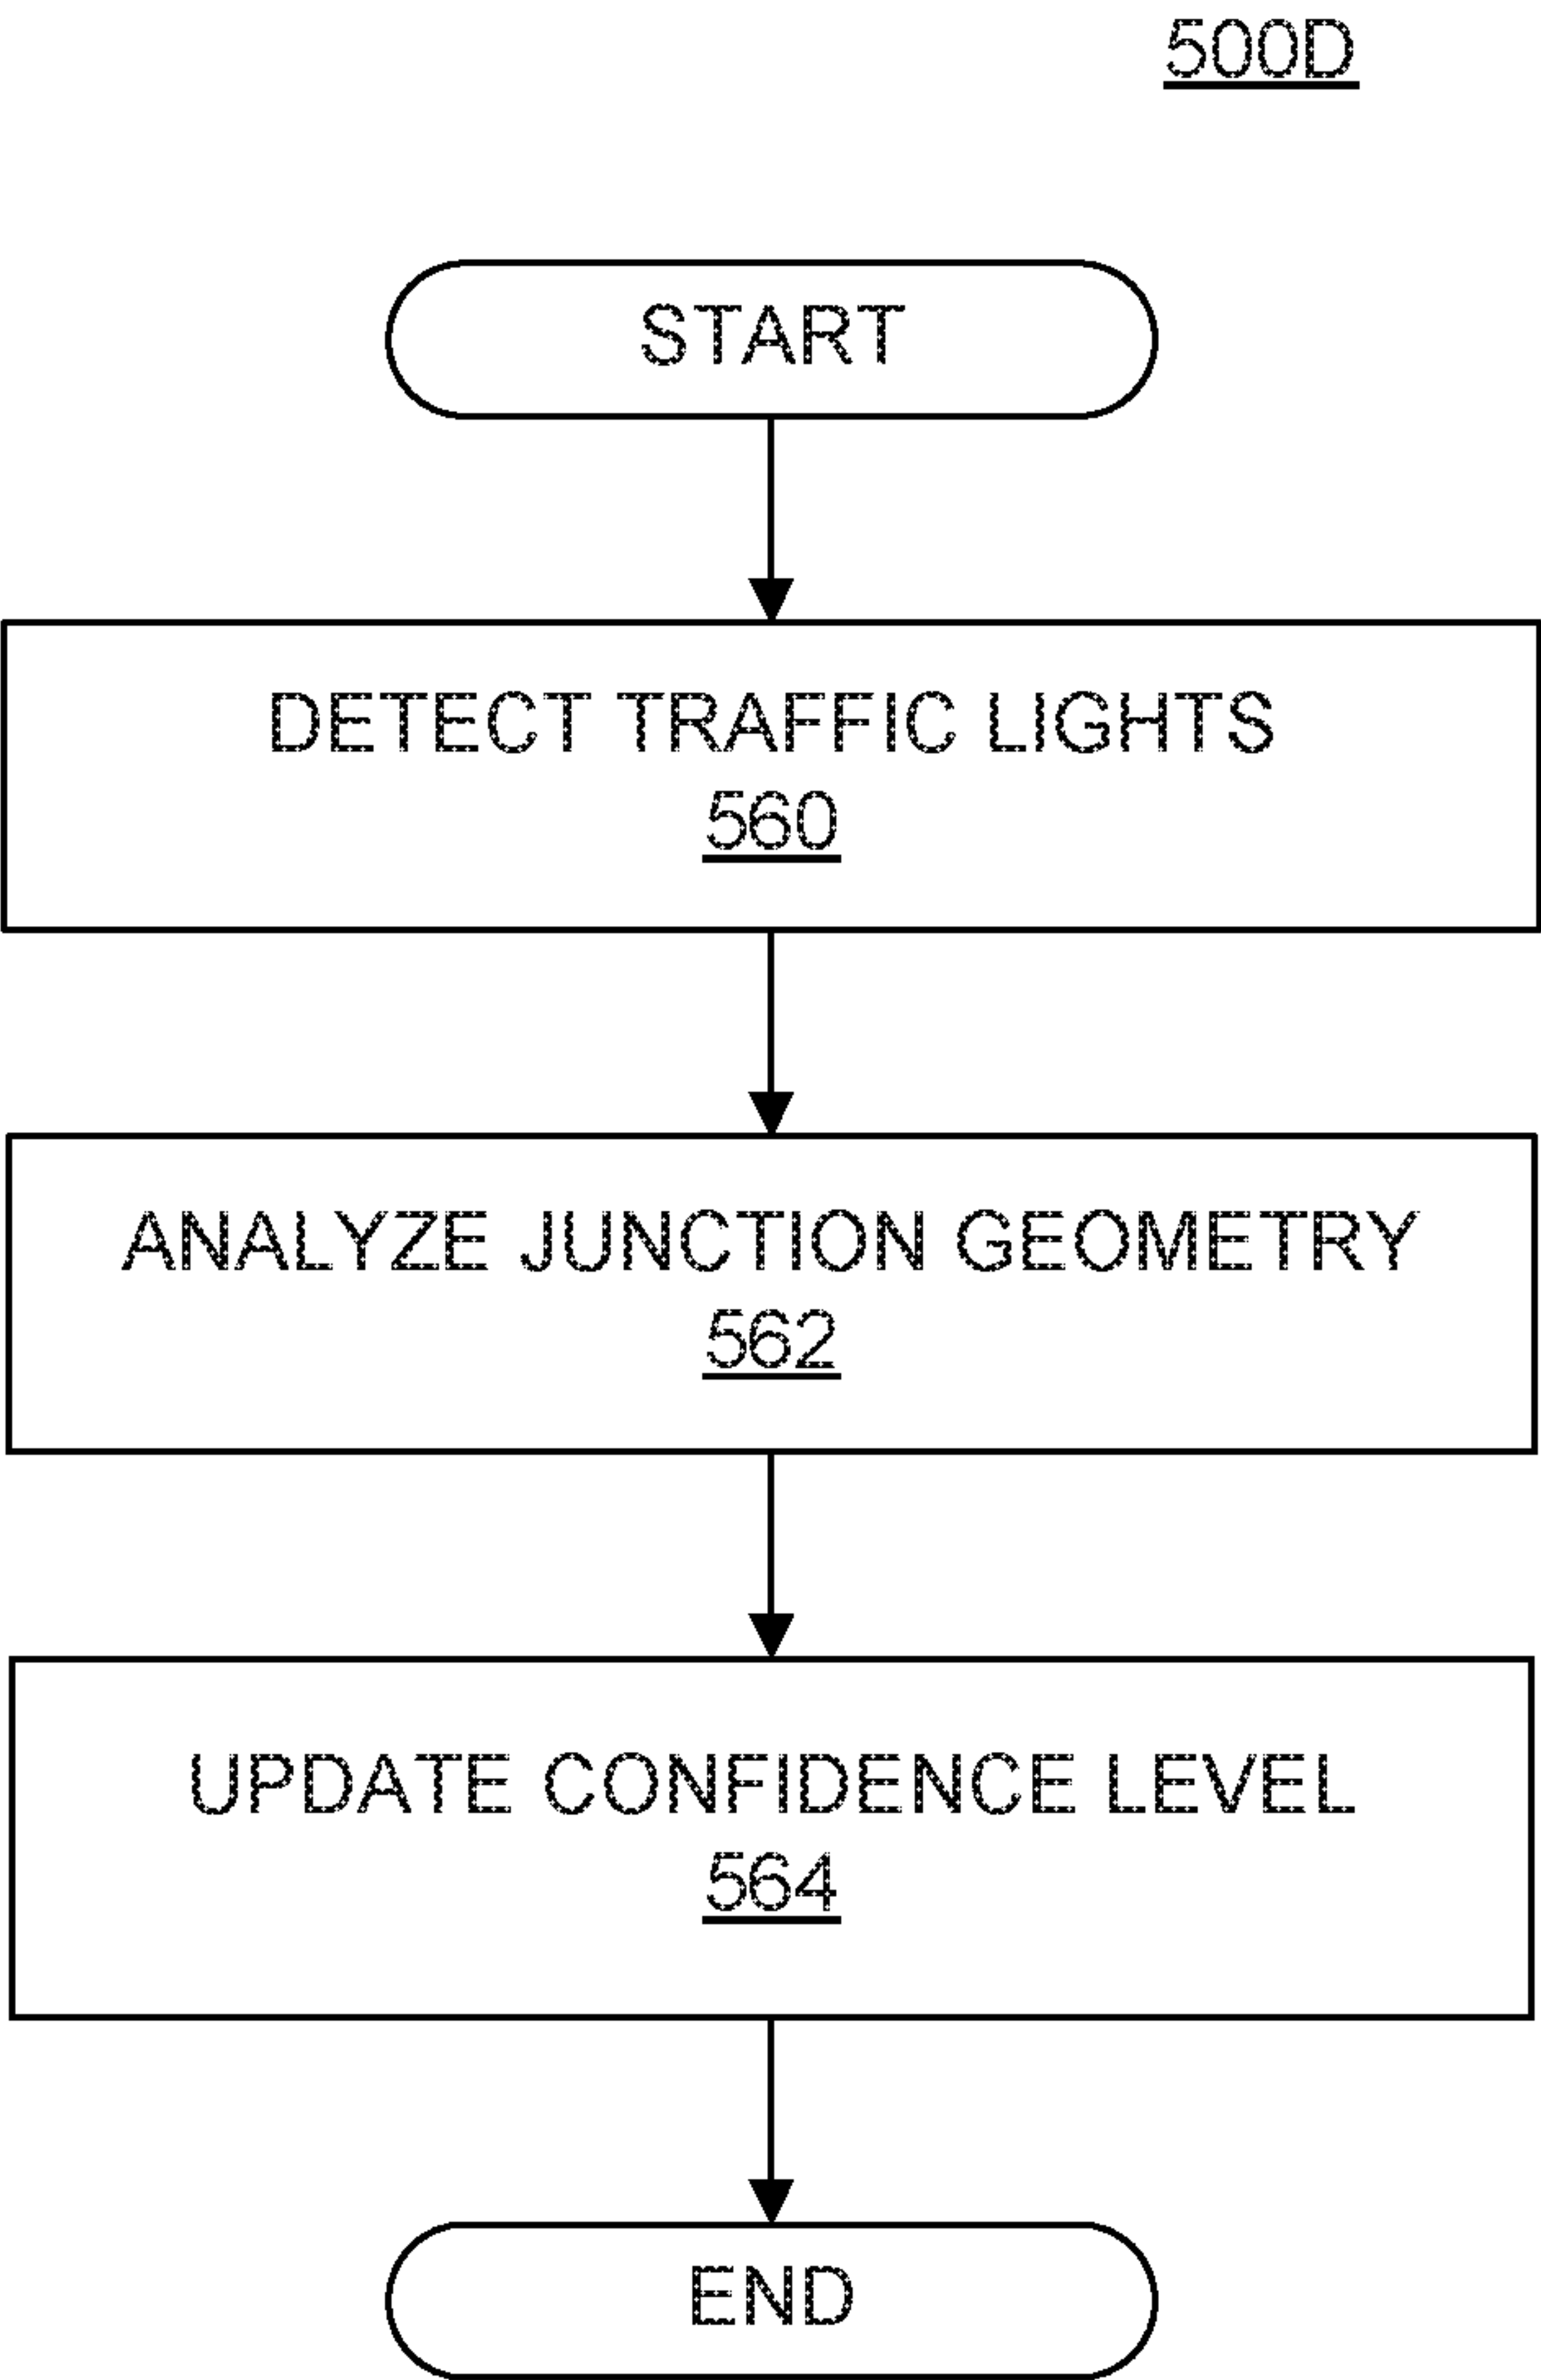 500D
START
DETECT TRAFFIC LIGHTS
560
ANALYZE JUNCTION GEOMETRY
562
UPDATE CONFIDENCE LEVEL
564
END